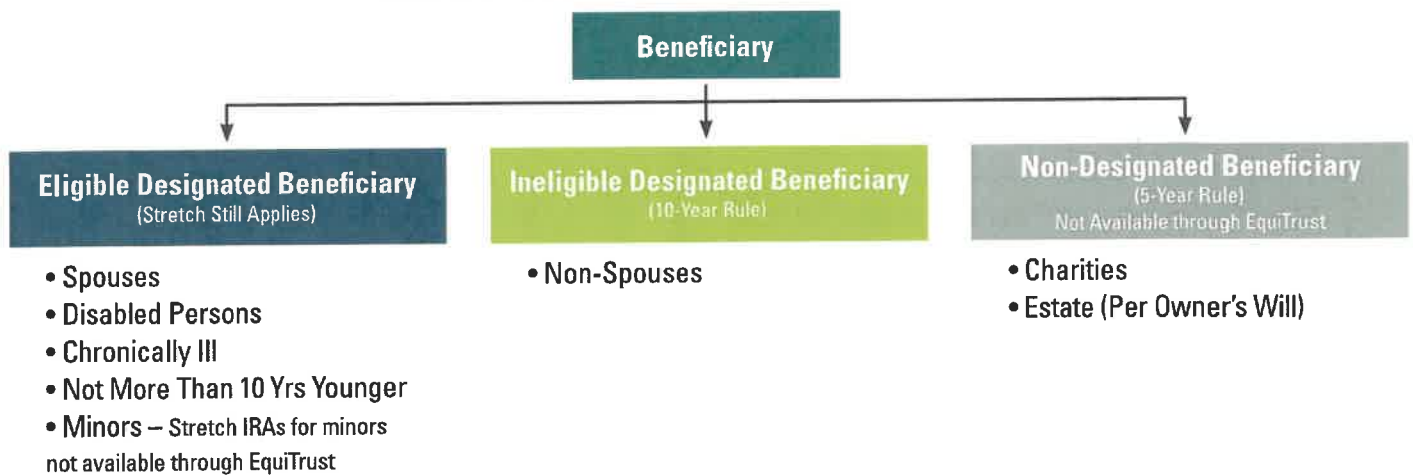 Beneficiary
Eligible Designated Beneficiary
(Stretch Still Applies)
• Spouses
• Disabled Persons
• Chronically Ill
• Not More Than 10 Yrs Younger
• Minors – Stretch IRAs for minors
not available through EquiTrust
Ineligible Designated Beneficiary
(10-Year Rule)
• Non-Spouses
Non-Designated Beneficiary
(5-Year Rule)
Not Available through EquiTrust
• Charities
• Estate (Per Owner's Will)